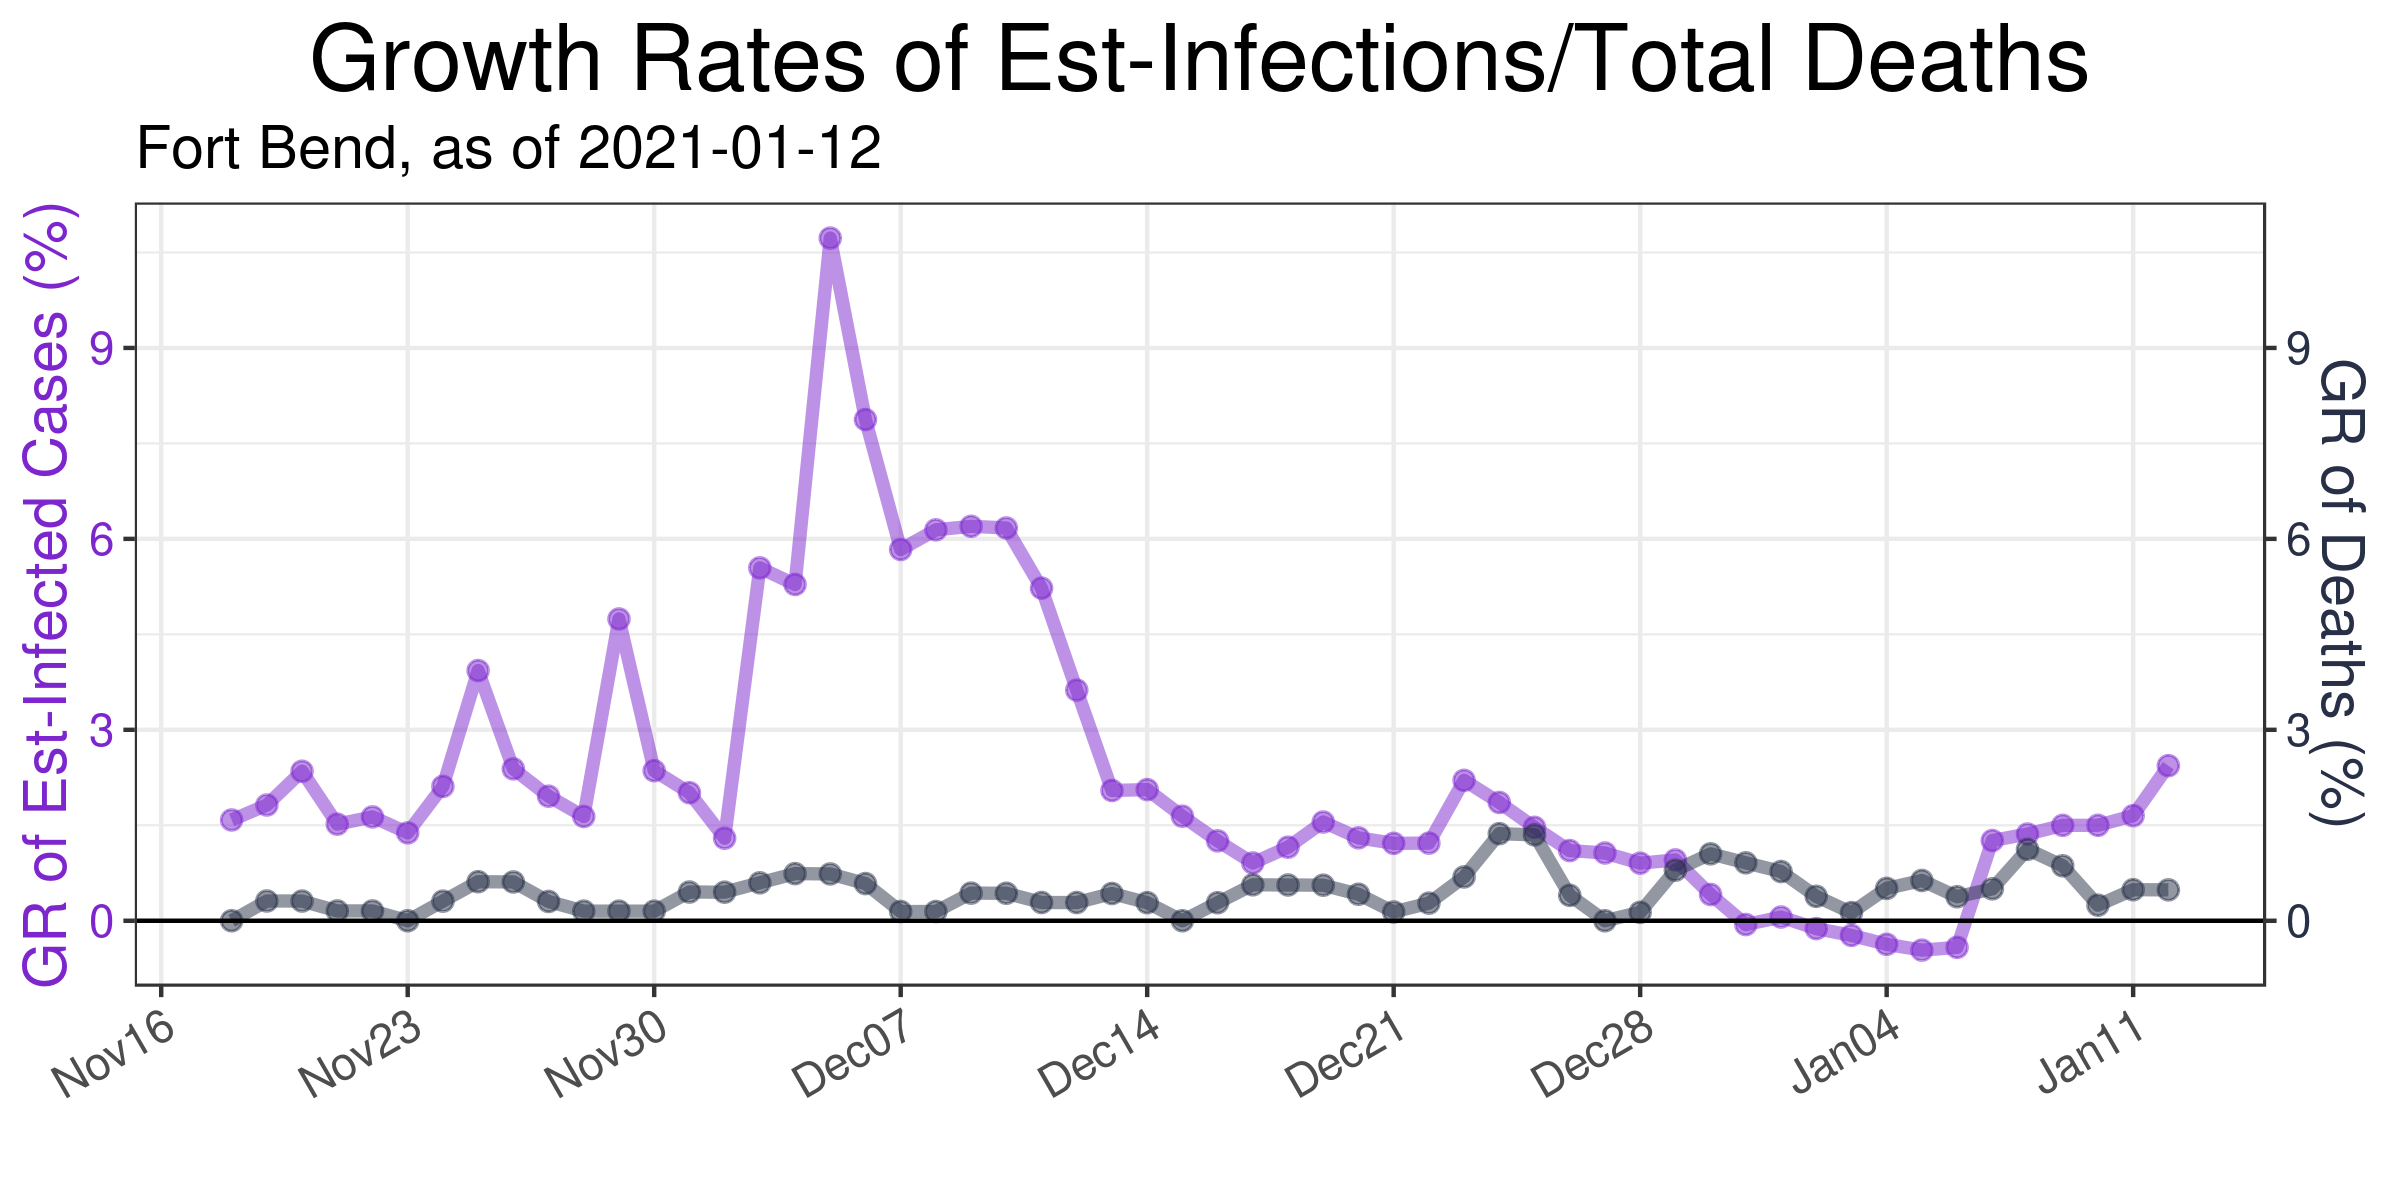 Growth Rates of Est-Infections/Total Deaths
Fort Bend, as of 2021-01-12
GR of Est-Infected Cases (%)
9
6
3
0
9
6
3
0
GR of Deaths (%)
Nov16
Nov23
Nov30
Dec07
Dec14
Dec21
Dec28
Jan04
Jan11